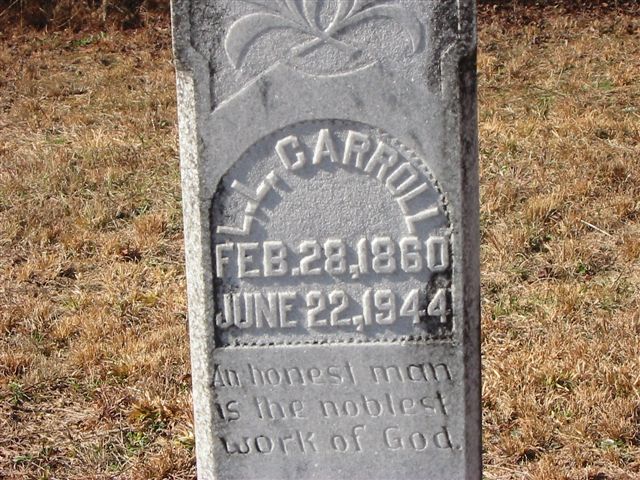 L. L. CARROLL
FEB. 28, 1860
JUNE 22, 1944
An honest man
is the noblest
work of God.